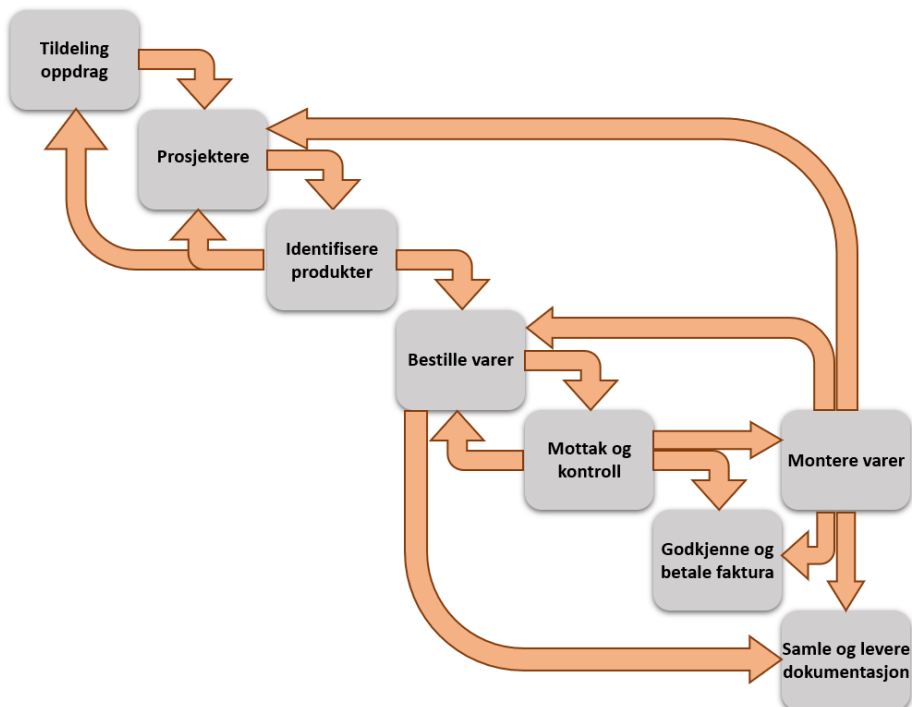 Tildeling
oppdrag
Prosjektere
Identifisere
produkter
Bestille varer
Mottak og
kontroll
Montere varer
Godkjenne og
betale faktura
Samle og levere
dokumentasjon